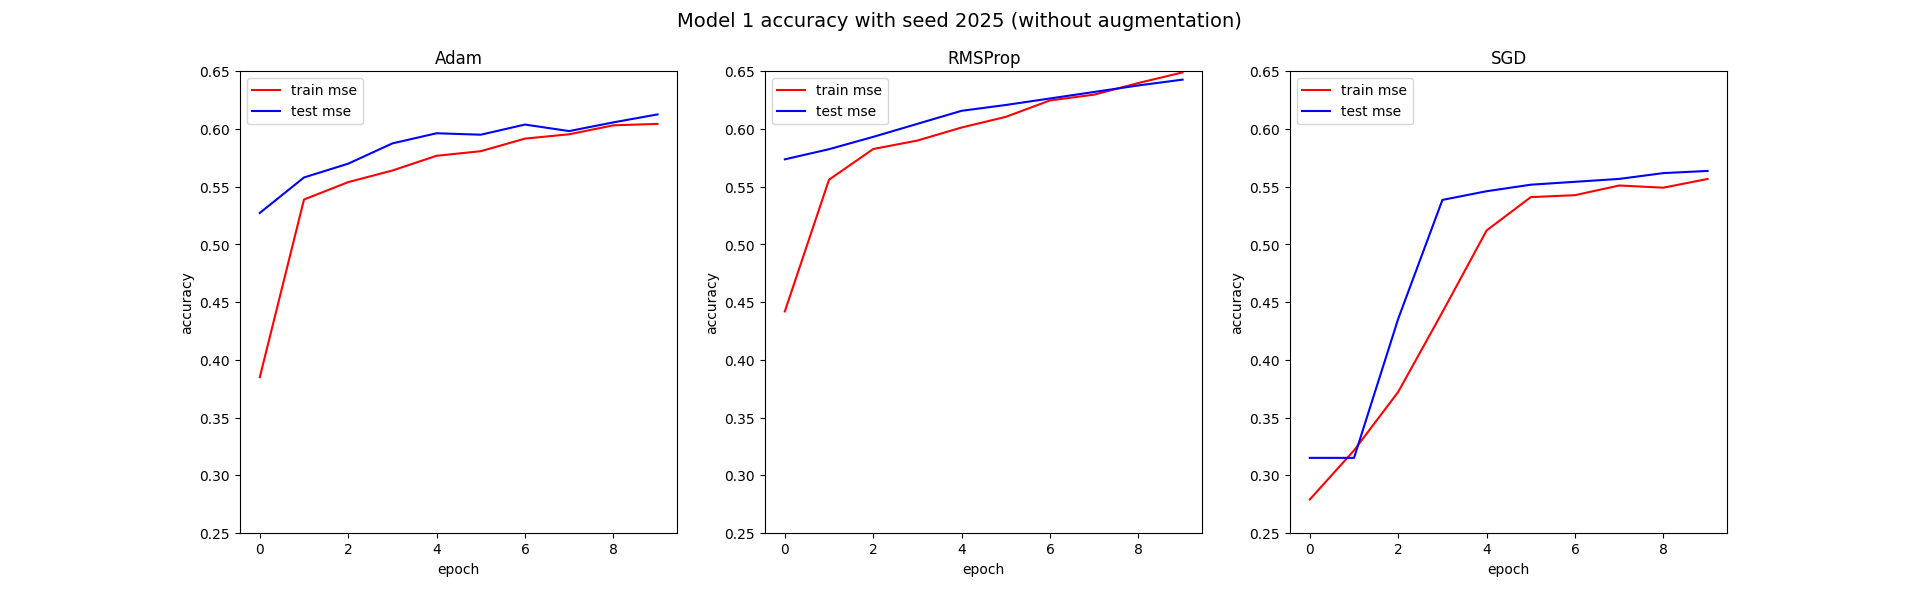 Model 1 accuracy with seed 2025 (without augmentation)
Adam
train mse
test mse
0.65
0.60
0.55
0.50
0.45
0.40
0.35
0.30
0.25
accuracy
0 2 4 6 8
epoch
RMSProp
train mse
test mse
0.65
0.60
0.55
0.50
0.45
0.40
0.35
0.30
0.25
accuracy
0 2 4 6 8
epoch
SGD
train mse
test mse
0.65
0.60
0.55
0.50
0.45
0.40
0.35
0.30
0.25
accuracy
0 2 4 6 8
epoch